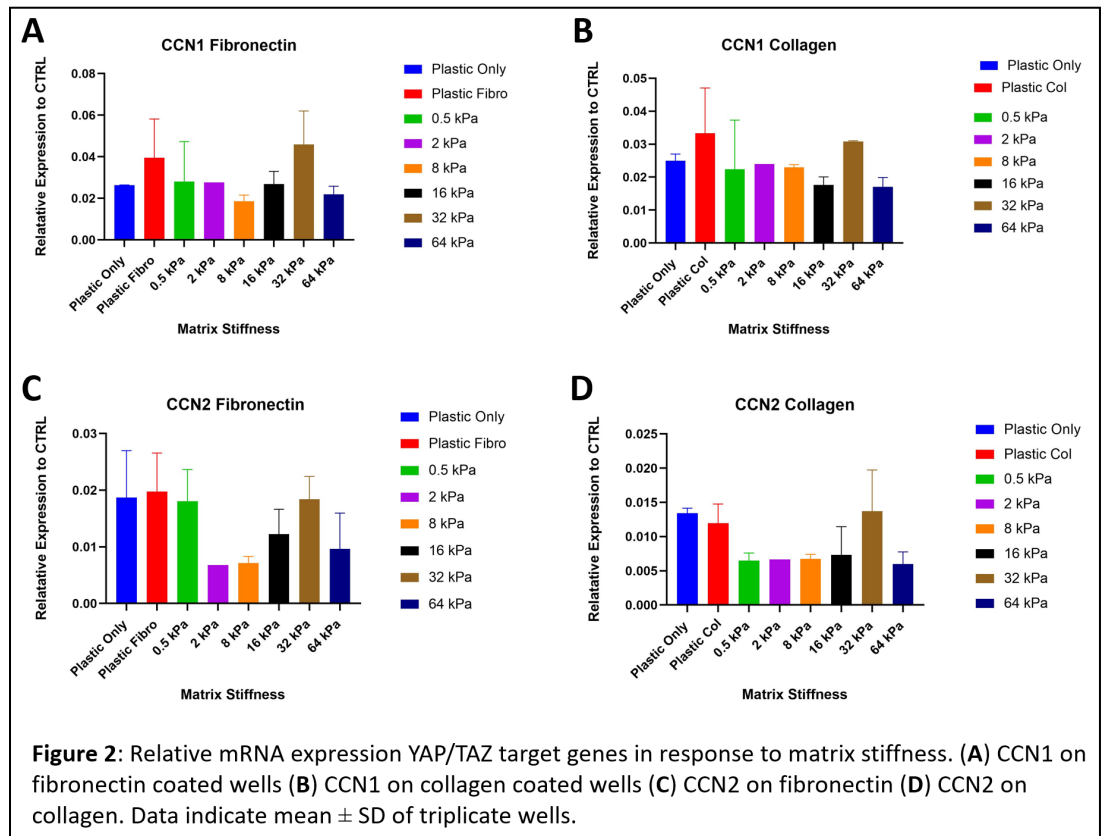 A
CCN1 Fibronectin
Relatative Expression to CTRL
0.08
0.06
0.04
0.02
0.00
Plastic Only
Plastic Fibro
0.5 kPa
2 kPa
8 kPa
16 kPa
32 kPa
64 kPa
Matrix Stiffness
Plastic Only
Plastic Fibro
0.5 kPa
2 kPa
8 kPa
16 kPa
32 kPa
64 kPa
B
CCN1 Collagen
Relatative Expression to CTRL
0.05
0.04
0.03
0.02
0.01
0.00
Plastic Only
Plastic Col
0.5 kPa
2 kPa
8 kPa
16 kPa
32 kPa
64 kPa
Matrix Stiffness
Plastic Only
Plastic Col
0.5 kPa
2 kPa
8 kPa
16 kPa
32 kPa
64 kPa
C
CCN2 Fibronectin
Relatative Expression to CTRL
0.03
0.02
0.01
0.00
Plastic Only
Plastic Fibro
0.5 kPa
2 kPa
8 kPa
16 kPa
32 kPa
64 kPa
Matrix Stiffness
Plastic Only
Plastic Fibro
0.5 kPa
2 kPa
8 kPa
16 kPa
32 kPa
64 kPa
D
CCN2 Collagen
Relatative Expression to CTRL
0.025
0.020
0.015
0.010
0.005
0.000
Plastic Only
Plastic Col
0.5 kPa
2 kPa
8 kPa
16 kPa
32 kPa
64 kPa
Matrix Stiffness
Plastic Only
Plastic Col
0.5 kPa
2 kPa
8 kPa
16 kPa
32 kPa
64 kPa
Figure 2: Relative mRNA expression YAP/TAZ target genes in response to matrix stiffness. (A) CCN1 on
fibronectin coated wells (B) CCN1 on collagen coated wells (C) CCN2 on fibronectin (D) CCN2 on
collagen. Data indicate mean ± SD of triplicate wells.